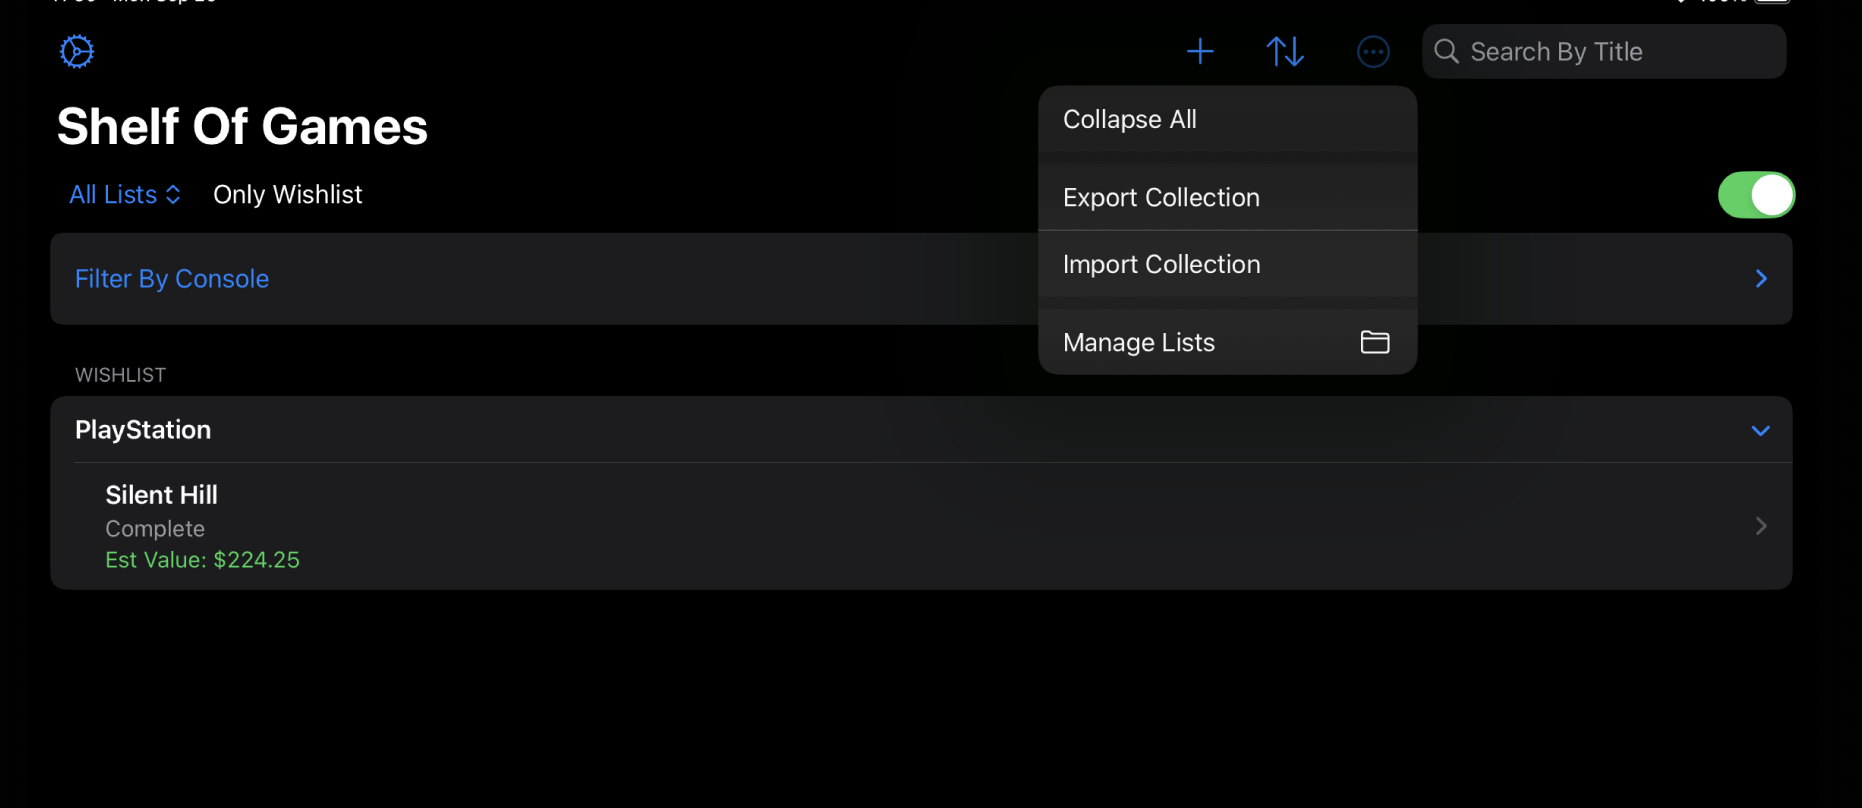 Search By Title
Shelf Of Games
Collapse All
All Lists
Only Wishlist
Export Collection
Import Collection
Filter By Console
Manage Lists
WISHLIST
PlayStation
Silent Hill
Complete
Est Value: $224.25